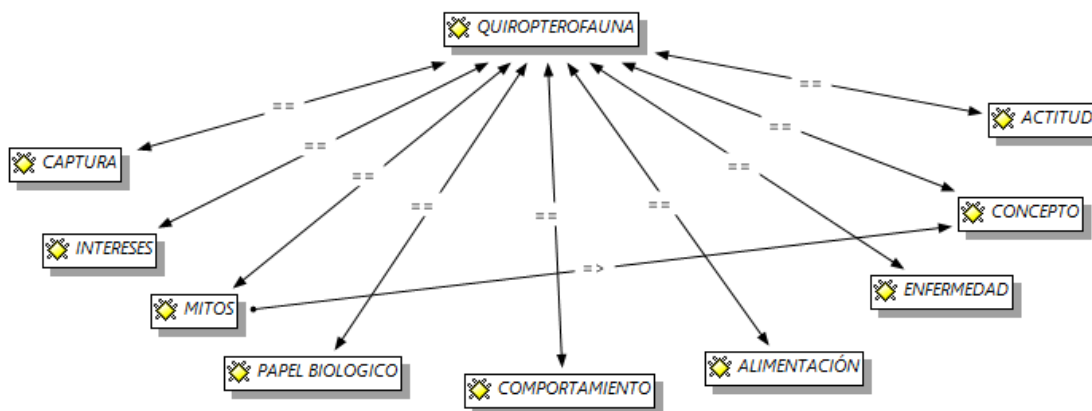 QUIROPTEROFAUNA
==
==
ACTITUD
==
==
CAPTURA
==
==
==
CONCEPTO
==
==
==
INTERESES
=>
ENFERMEDAD
MITOS
ALIMENTACIÓN
PAPEL BIOLOGICO
COMPORTAMIENTO